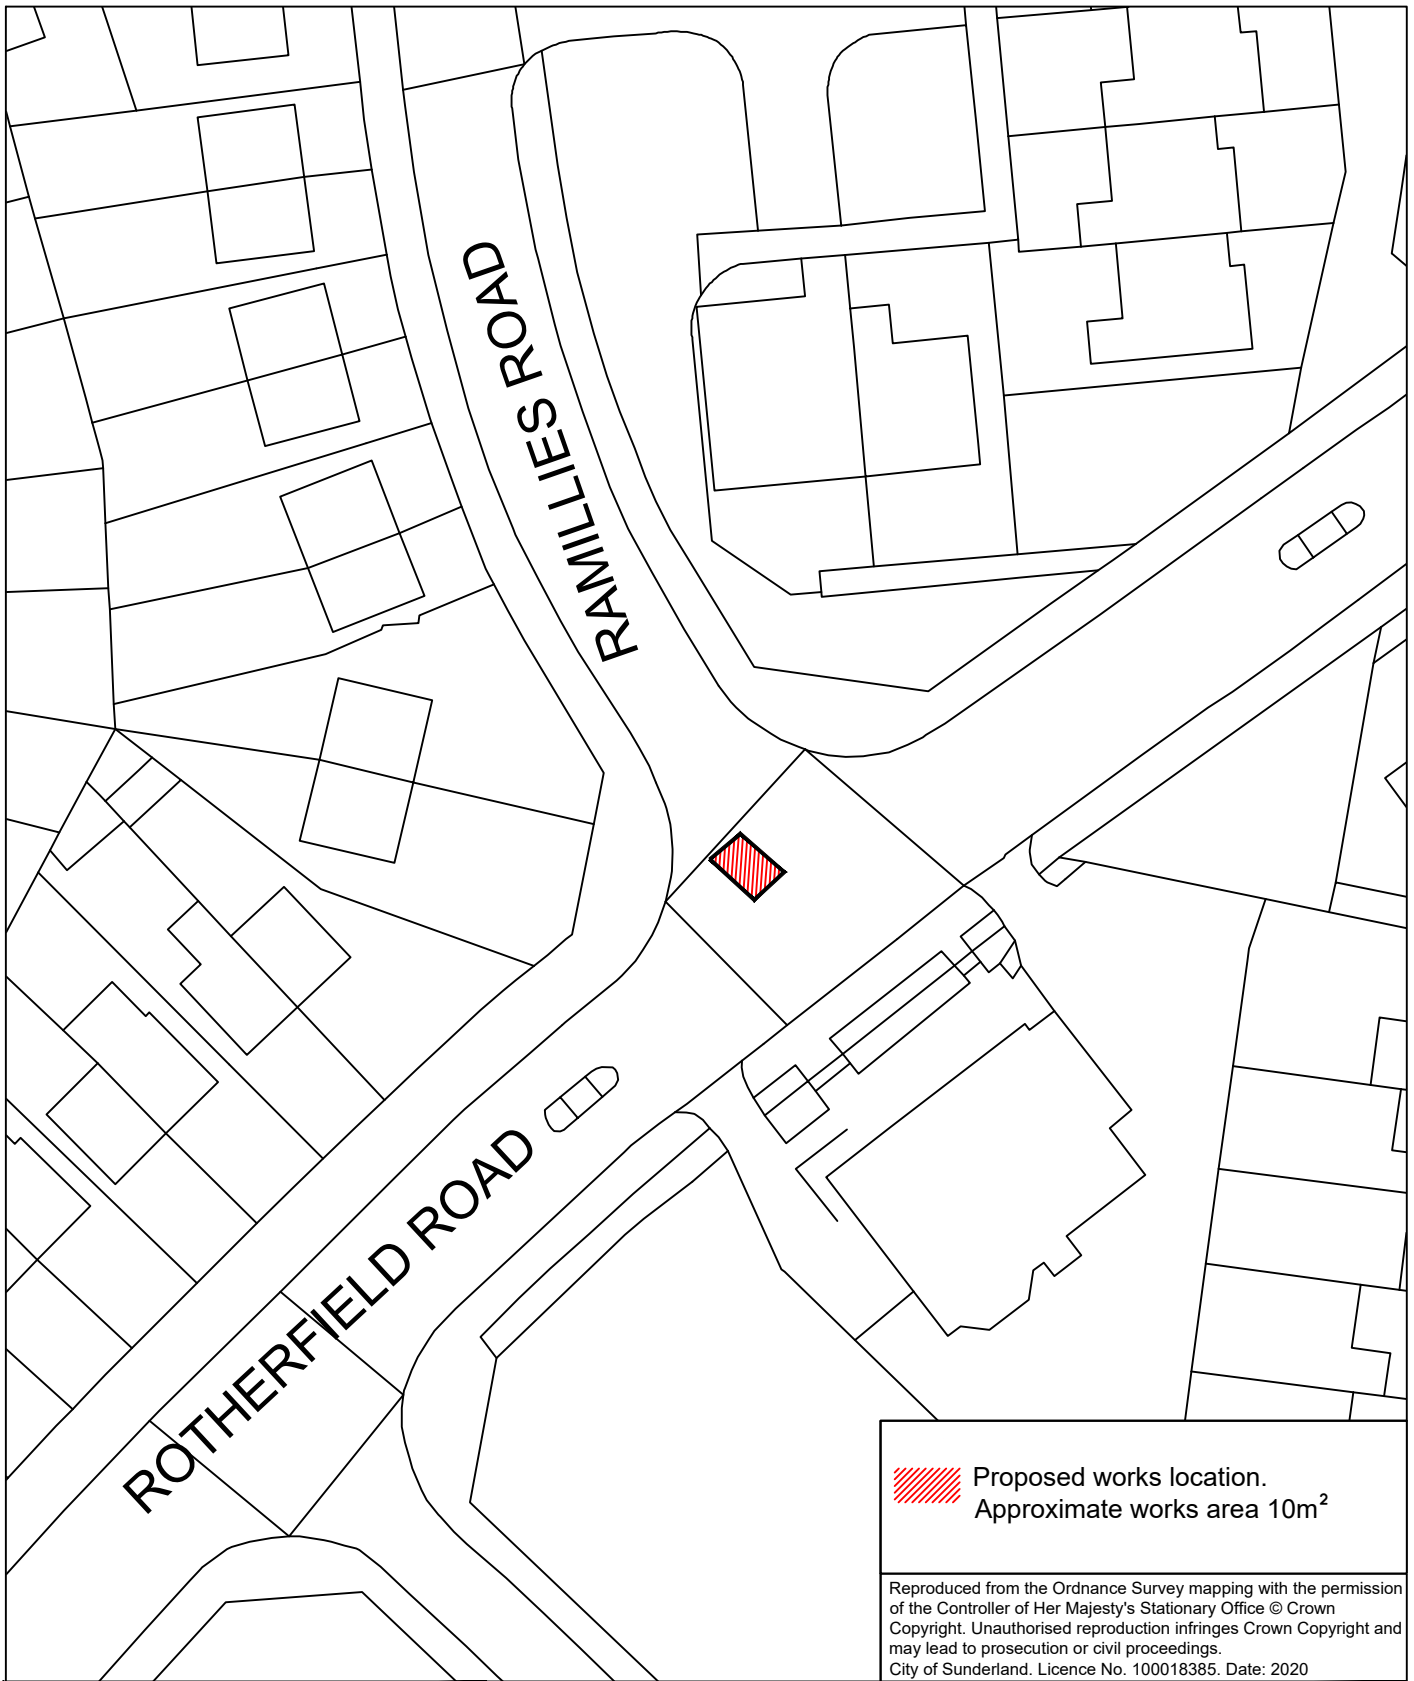 RAMILLIES ROAD
ROTHERFIELD ROAD
Proposed works location.
Approximate works area 10m²
Reproduced from the Ordnance Survey mapping with the permission
of the Controller of Her Majesty's Stationary Office © Crown
Copyright. Unauthorised reproduction infringes Crown Copyright and
may lead to prosecution or civil proceedings.
City of Sunderland. Licence No. 100018385. Date: 2020